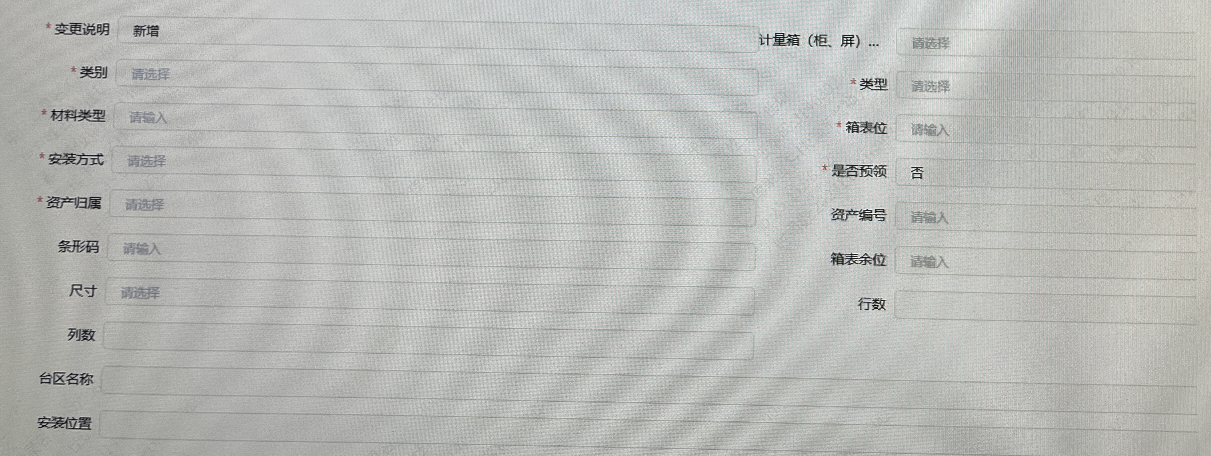 * 变更说明 新增 计量箱（柜、屏）... 请选择
* 类别 请选择 * 类型 请选择
* 材料类型 请输入 * 箱表位 请输入
* 安装方式 请选择 * 是否预领 否
* 资产归属 请选择 资产编号 请输入
条形码 请输入 箱表余位 请输入
尺寸 请选择 行数
列数
台区名称
安装位置